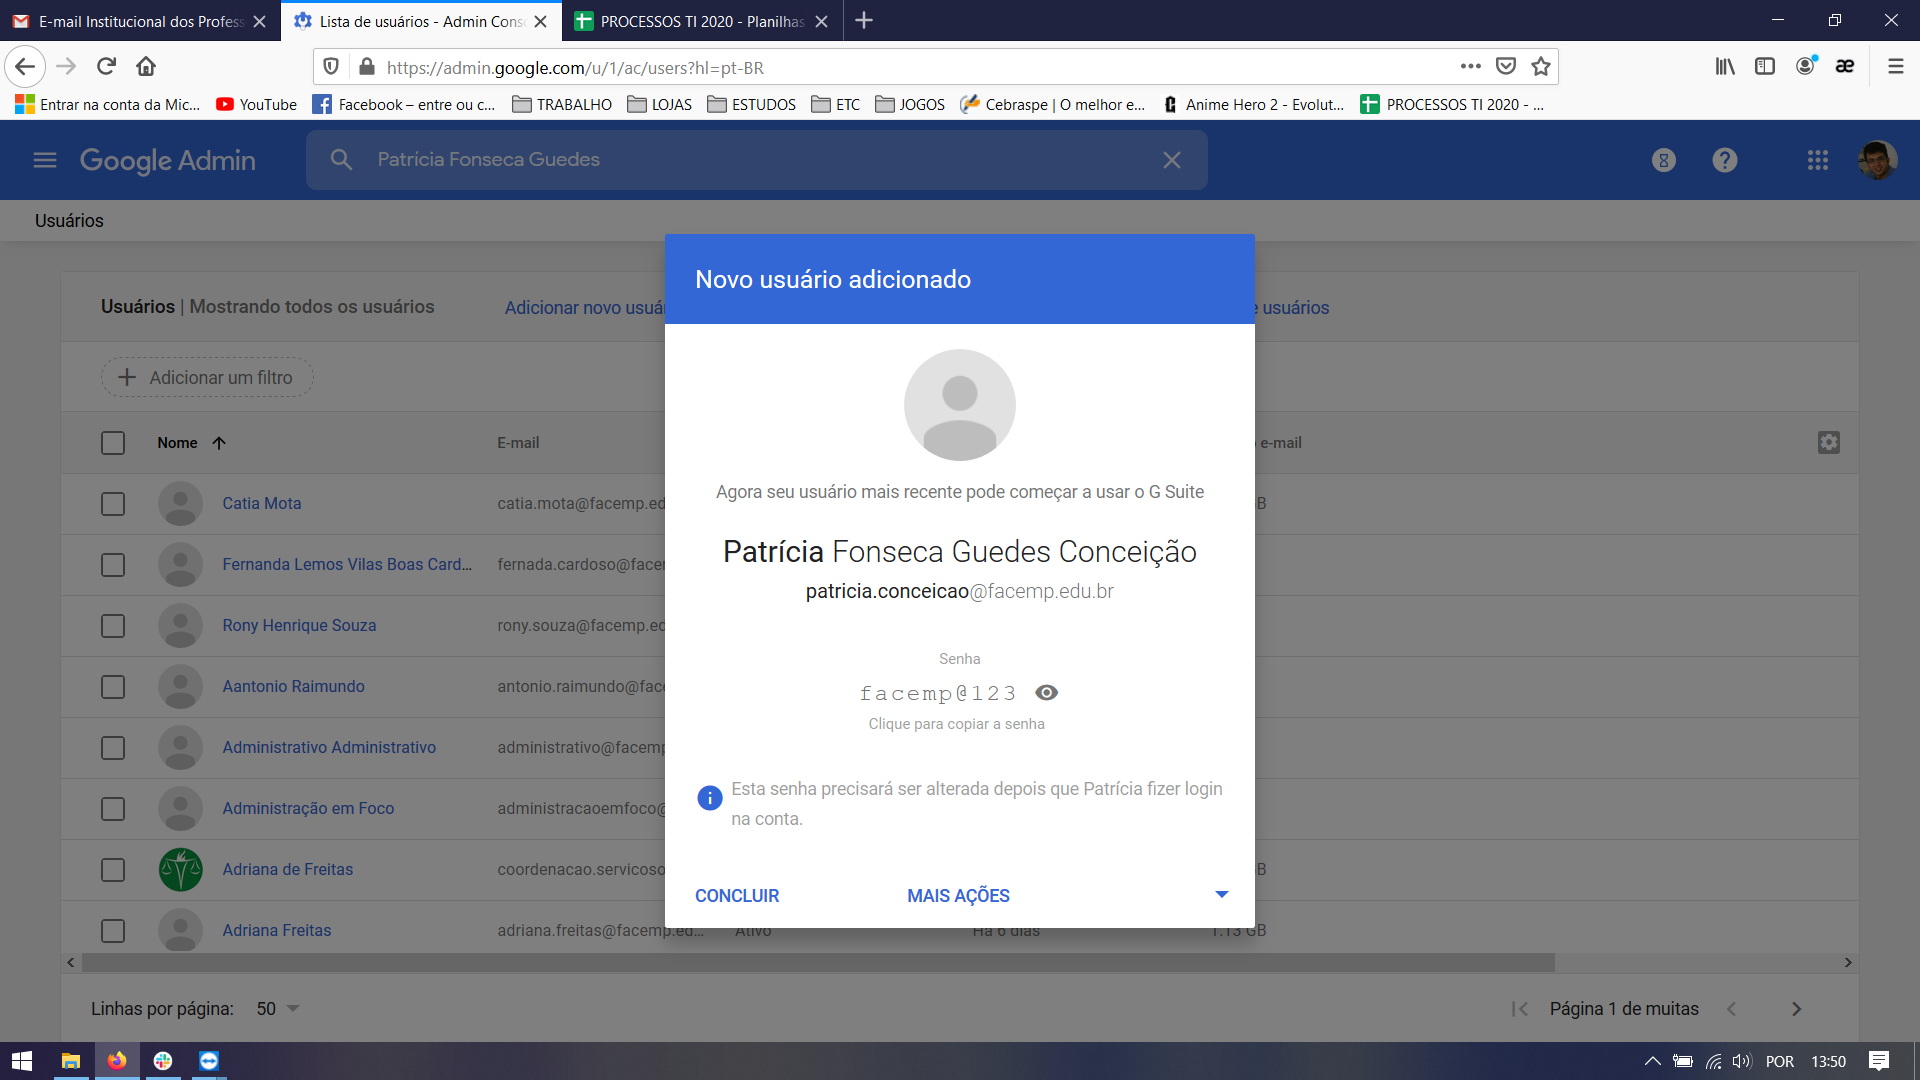 E-mail Institucional dos Profess
Lista de usuários - Admin Cons
PROCESSOS TI 2020 - Planilhas
https://admin.google.com/u/1/ac/users?hl=pt-BR
Entrar na conta da Mic...
YouTube
Facebook – entre ou c...
TRABALHO
LOJAS
ESTUDOS
ETC
JOGOS
Cebraspe | O melhor e...
Anime Hero 2 - Evolut...
PROCESSOS TI 2020 - ...
Google Admin
Patrícia Fonseca Guedes
Usuários
Usuários | Mostrando todos os usuários
Adicionar novo usuá
e usuários
Adicionar um filtro
Nome
E-mail
e-mail
Catia Mota
catia.mota@facemp.ed
GB
Fernanda Lemos Vilas Boas Card...
fernada.cardoso@face
Rony Henrique Souza
rony.souza@facemp.ed
Aantonio Raimundo
antonio.raimundo@fac
Administrativo Administrativo
administrativo@facemp
Administração em Foco
administracaoemfoco@
Adriana de Freitas
coordenacao.servicoso
GB
Adriana Freitas
adriana.freitas@facemp.ed...
Ativo
Há 6 dias
1.13 GB
Novo usuário adicionado
Agora seu usuário mais recente pode começar a usar o G Suite
Patrícia Fonseca Guedes Conceição
patricia.conceicao@facemp.edu.br
Senha
facemp@123
Clique para copiar a senha
Esta senha precisará ser alterada depois que Patrícia fizer login
na conta.
CONCLUIR
MAIS AÇÕES
Linhas por página:
50
Página 1 de muitas
POR
13:50